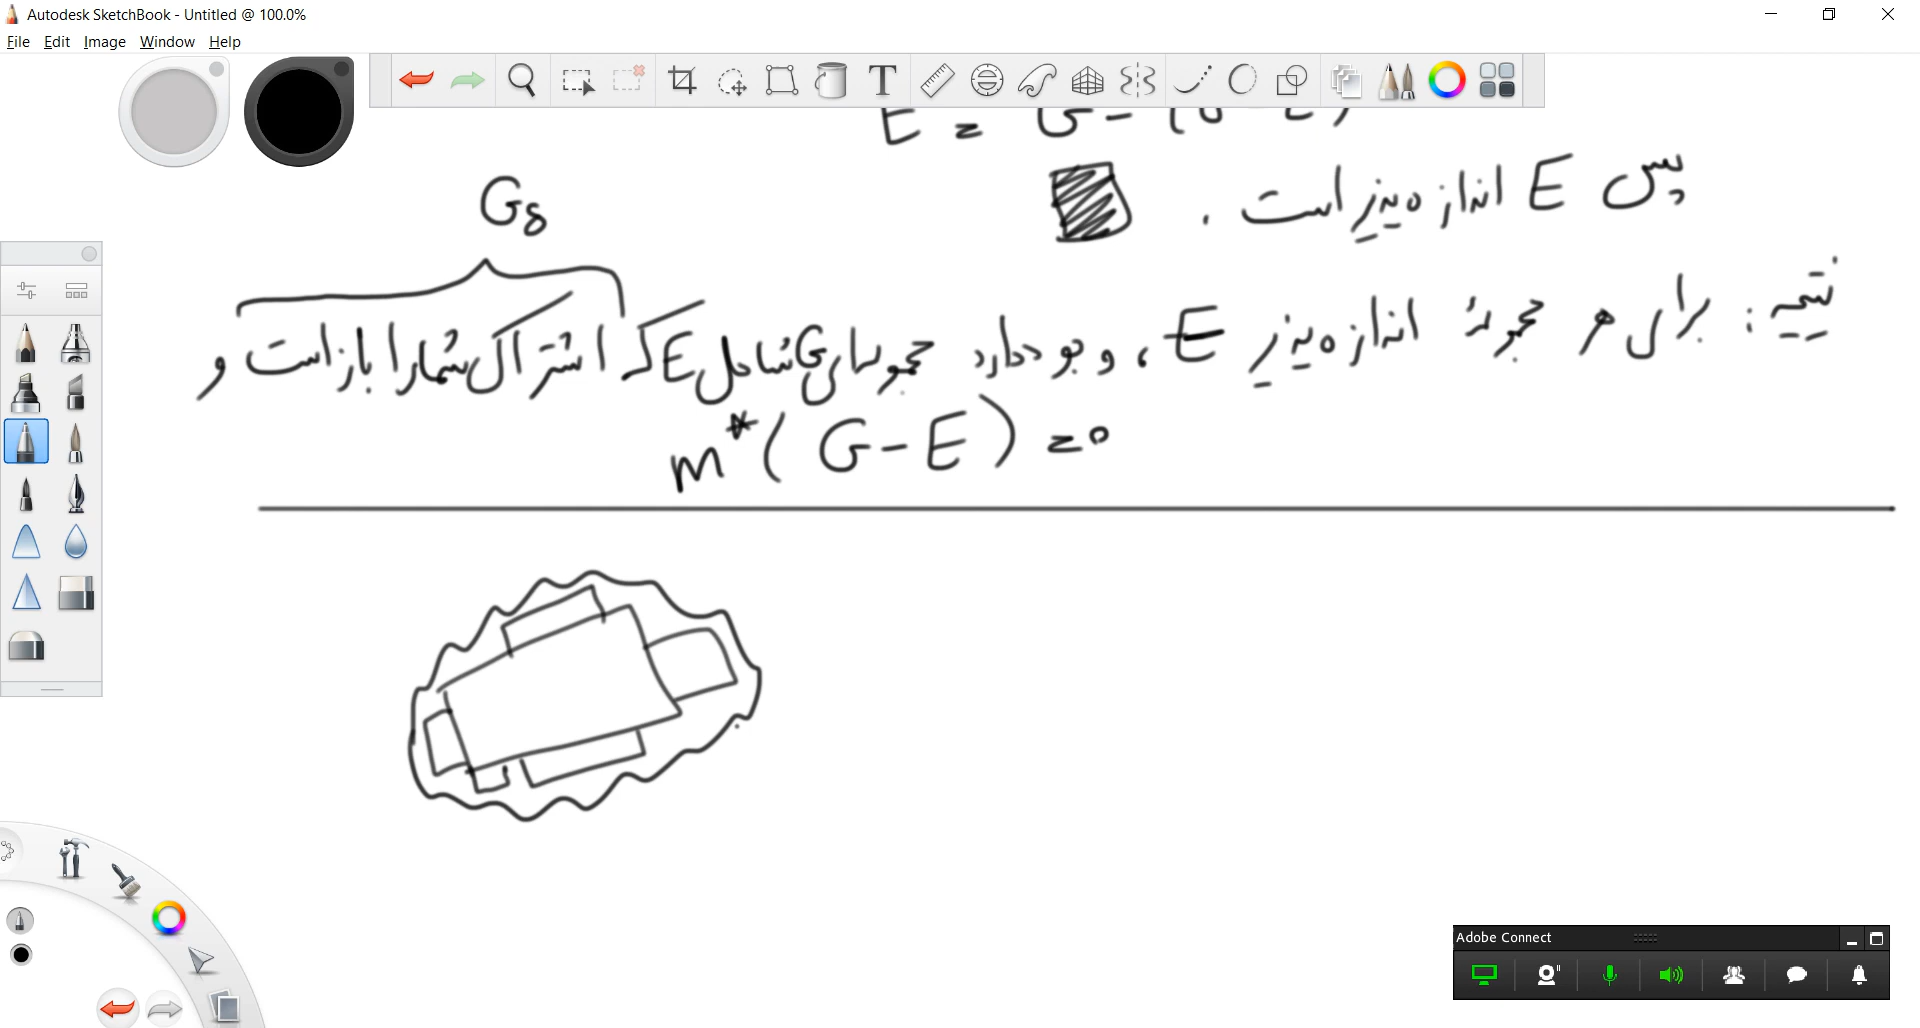 Autodesk SketchBook - Untitled @ 100.0%
File Edit Image Window Help
T
E = G - (G - E)
پس E اندازه‌پذیر است .
G δ
نتیجه : برای هر مجموعهٔ اندازه‌پذیر E ، وجود دارد مجموعه‌ای G شامل E که اشتراک شمارا باز است و
m*( G - E ) = 0
Adobe Connect